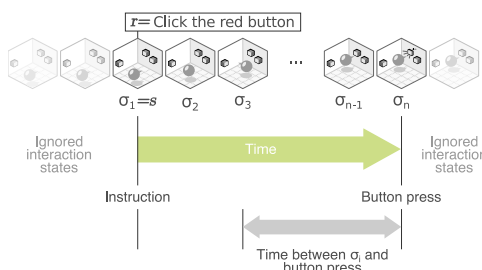 r= Click the red button
...
σ1=s σ2 σ3 σn-1 σn
Ignored
interaction
states
Time
Ignored
interaction
states
Instruction
Button press
Time between σi and
button press